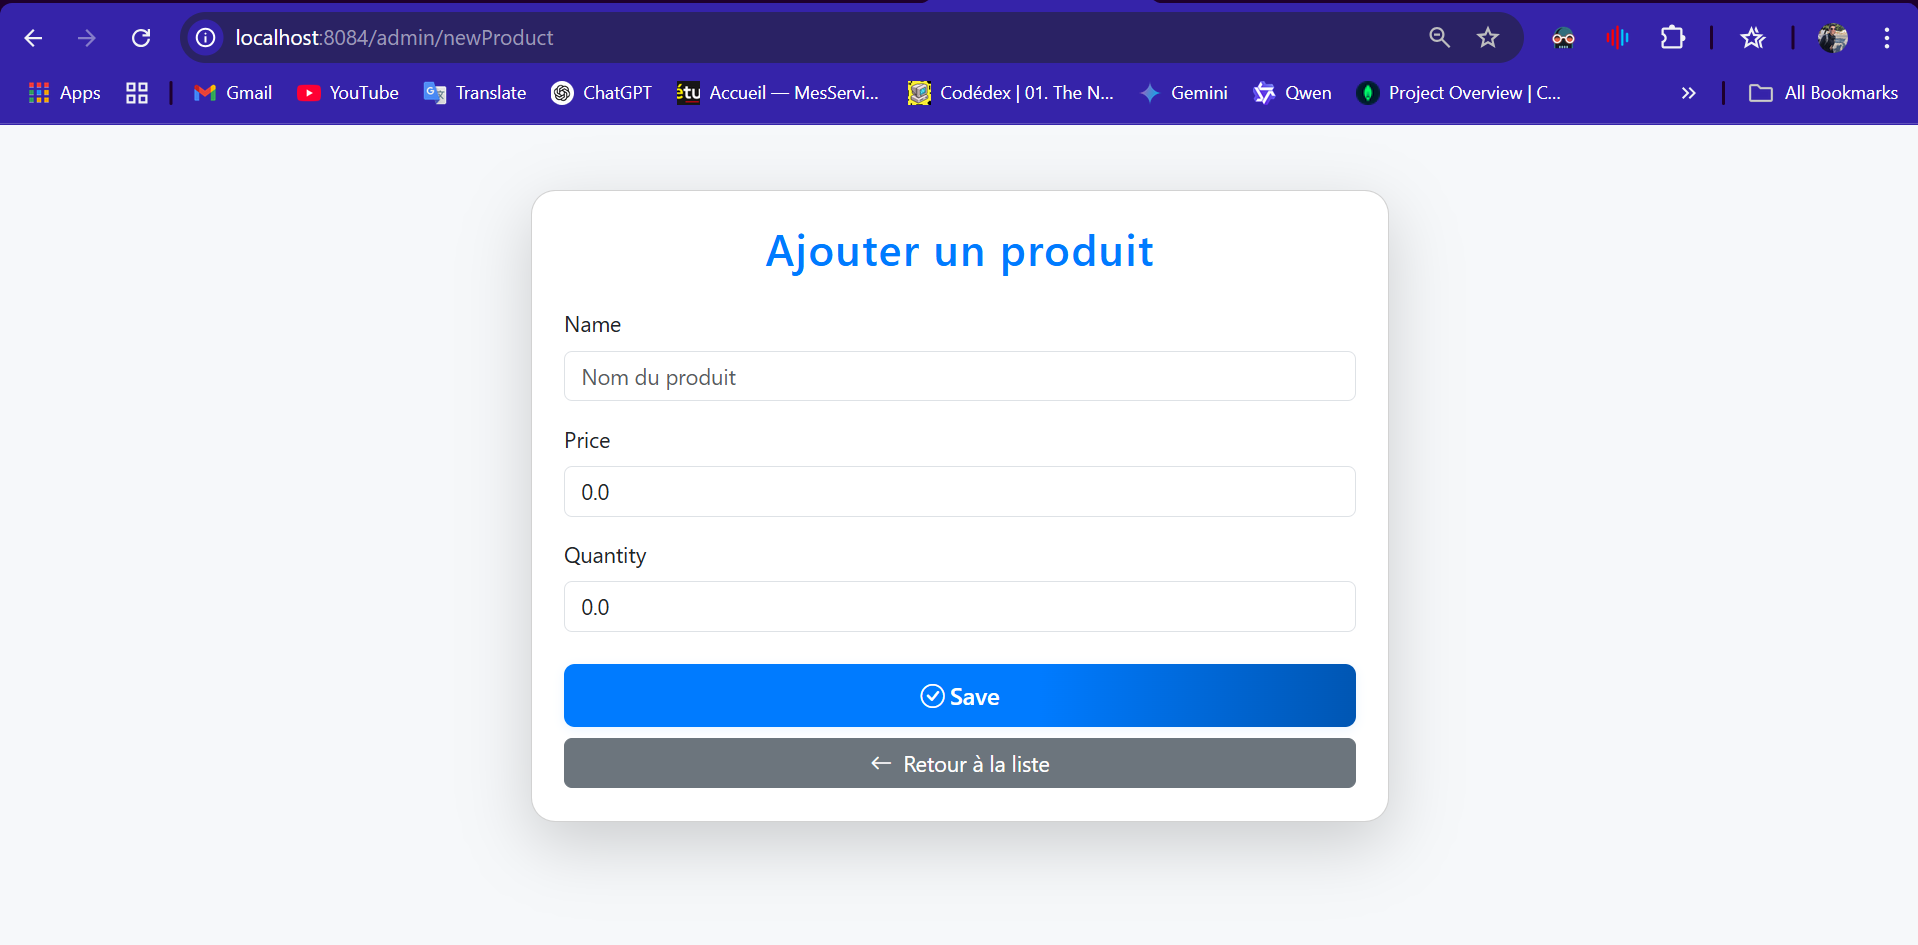 localhost:8084/admin/newProduct
Apps Gmail YouTube Translate ChatGPT étu Accueil — MesServi... Codédex | 01. The N... Gemini Qwen Project Overview | C... » All Bookmarks
Ajouter un produit
Name
Nom du produit
Price
0.0
Quantity
0.0
Save
Retour à la liste